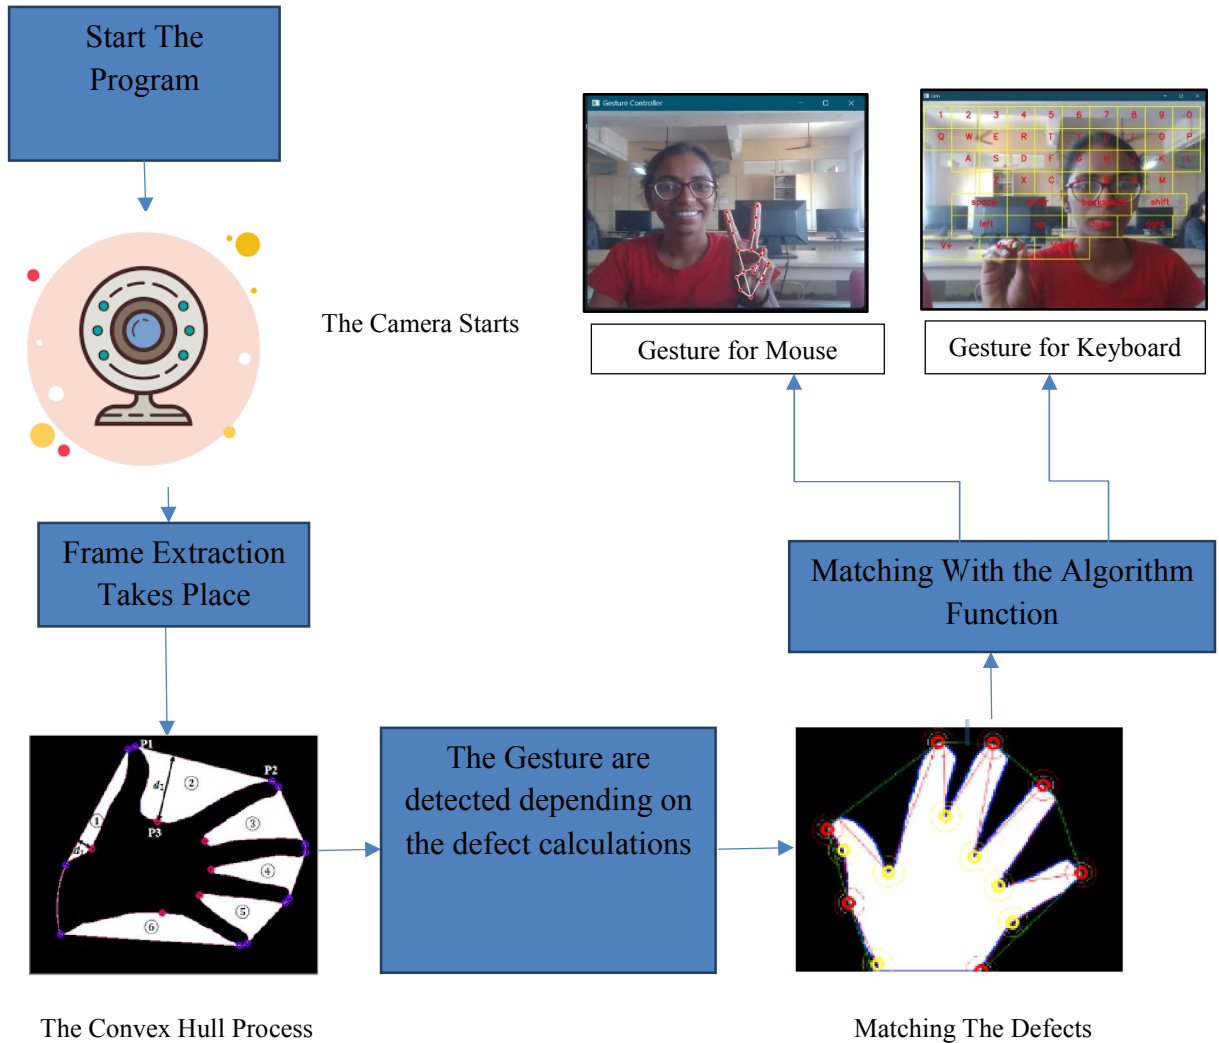 Start The
Program
The Camera Starts
Frame Extraction
Takes Place
P1
P2
d₂
②
P3
①
③
④
⑤
⑥
The Convex Hull Process
The Gesture are
detected depending on
the defect calculations
Matching The Defects
Matching With the Algorithm
Function
Gesture Controller
Gesture for Mouse
1 2 3 4 5 6 7 8 9 0
Q W E R T O P
A S D F G H K L
Z X C V M
space backspace shift
left right
V+
Gesture for Keyboard